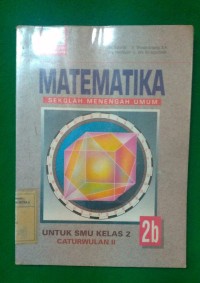 MATEMATIKA
SEKOLAH MENENGAH UMUM
UNTUK SMU KELAS 2
CATURWULAN II
2b